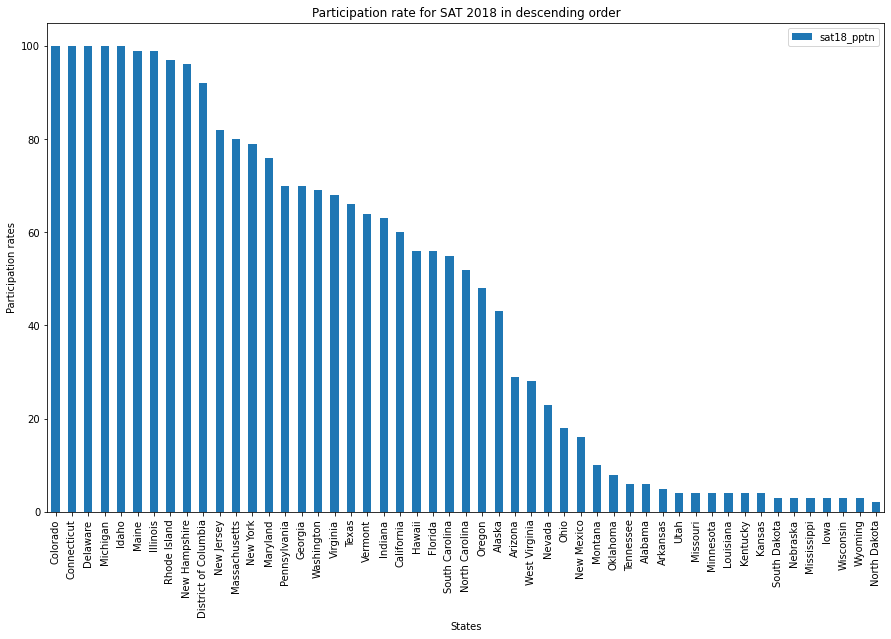 Participation rate for SAT 2018 in descending order
sat18_pptn
Participation rates
100
80
60
40
20
0
Colorado
Connecticut
Delaware
Michigan
Idaho
Maine
Illinois
Rhode Island
New Hampshire
District of Columbia
New Jersey
Massachusetts
New York
Maryland
Pennsylvania
Georgia
Washington
Virginia
Texas
Vermont
Indiana
California
Hawaii
Florida
South Carolina
North Carolina
Oregon
Alaska
Arizona
West Virginia
Nevada
Ohio
New Mexico
Montana
Oklahoma
Tennessee
Alabama
Arkansas
Utah
Missouri
Minnesota
Louisiana
Kentucky
Kansas
South Dakota
Nebraska
Mississippi
Iowa
Wisconsin
Wyoming
North Dakota
States